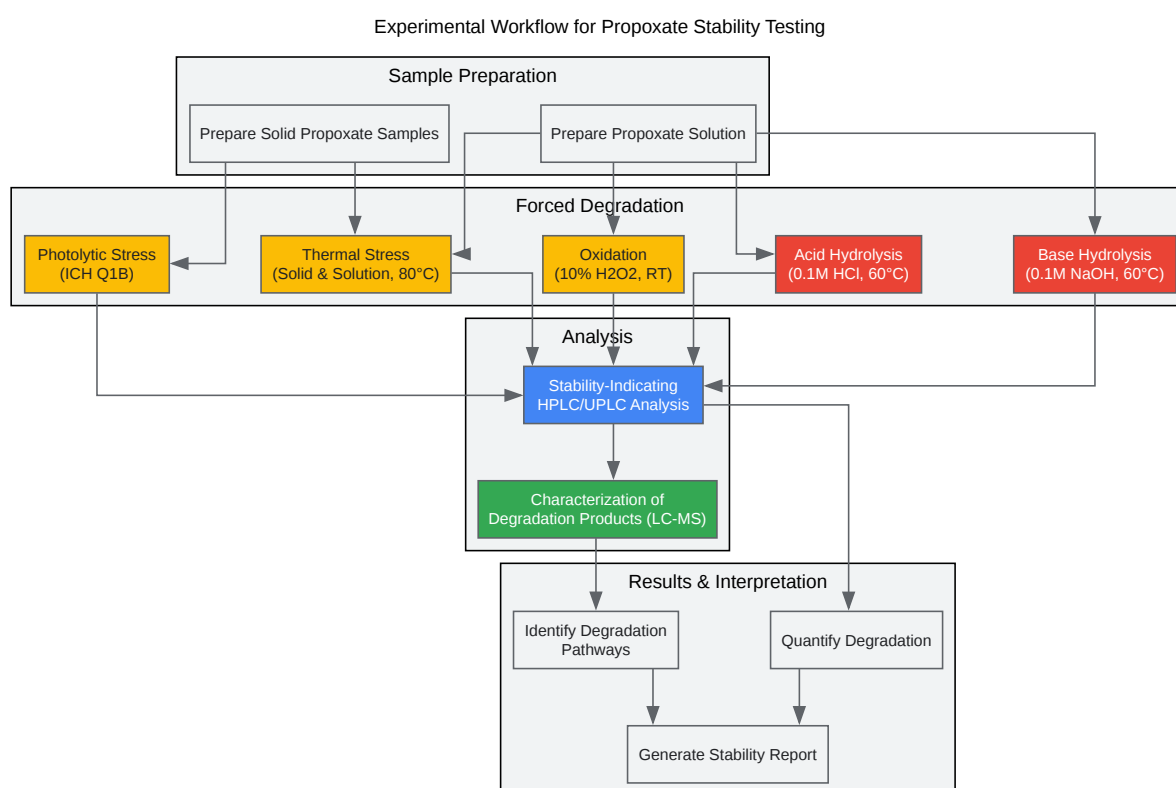 Experimental Workflow for Propoxate Stability Testing
Sample Preparation
Prepare Solid Propoxate Samples
Prepare Propoxate Solution
Forced Degradation
Photolytic Stress
(ICH Q1B)
Thermal Stress
(Solid & Solution, 80°C)
Oxidation
(10% H2O2, RT)
Acid Hydrolysis
(0.1M HCl, 60°C)
Base Hydrolysis
(0.1M NaOH, 60°C)
Analysis
Stability-Indicating
HPLC/UPLC Analysis
Characterization of
Degradation Products (LC-MS)
Results & Interpretation
Identify Degradation
Pathways
Quantify Degradation
Generate Stability Report